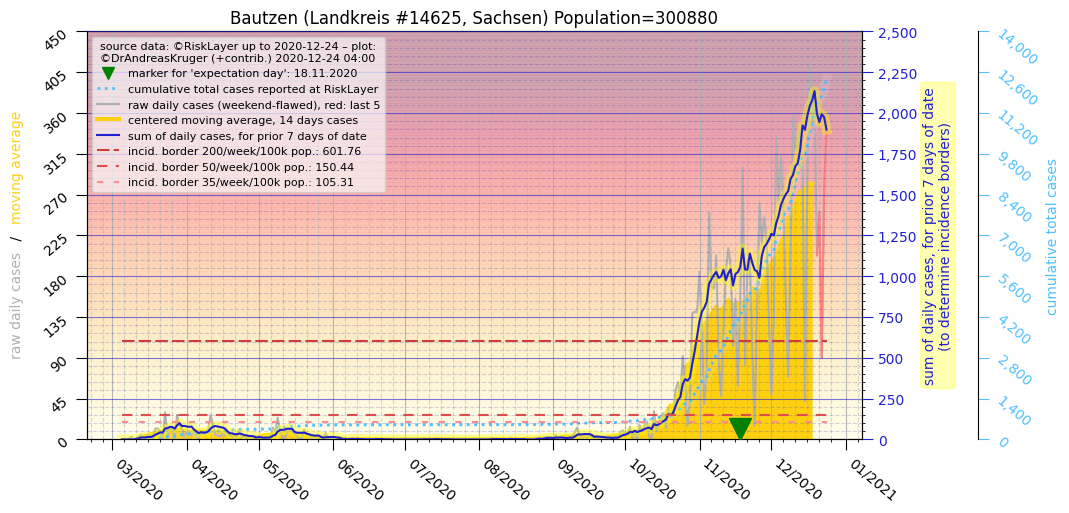 Bautzen (Landkreis #14625, Sachsen) Population=300880
source data: ©RiskLayer up to 2020-12-24 – plot:
©DrAndreasKruger (+contrib.) 2020-12-24 04:00
marker for 'expectation day': 18.11.2020
cumulative total cases reported at RiskLayer
raw daily cases (weekend-flawed), red: last 5
centered moving average, 14 days cases
sum of daily cases, for prior 7 days of date
incid. border 200/week/100k pop.: 601.76
incid. border 50/week/100k pop.: 150.44
incid. border 35/week/100k pop.: 105.31
raw daily cases / moving average
450
405
360
315
270
225
180
135
90
45
0
03/2020
04/2020
05/2020
06/2020
07/2020
08/2020
09/2020
10/2020
11/2020
12/2020
01/2021
2,500
2,250
2,000
1,750
1,500
1,250
1,000
750
500
250
0
sum of daily cases, for prior 7 days of date
(to determine incidence borders)
14,000
12,600
11,200
9,800
8,400
7,000
5,600
4,200
2,800
1,400
0
cumulative total cases